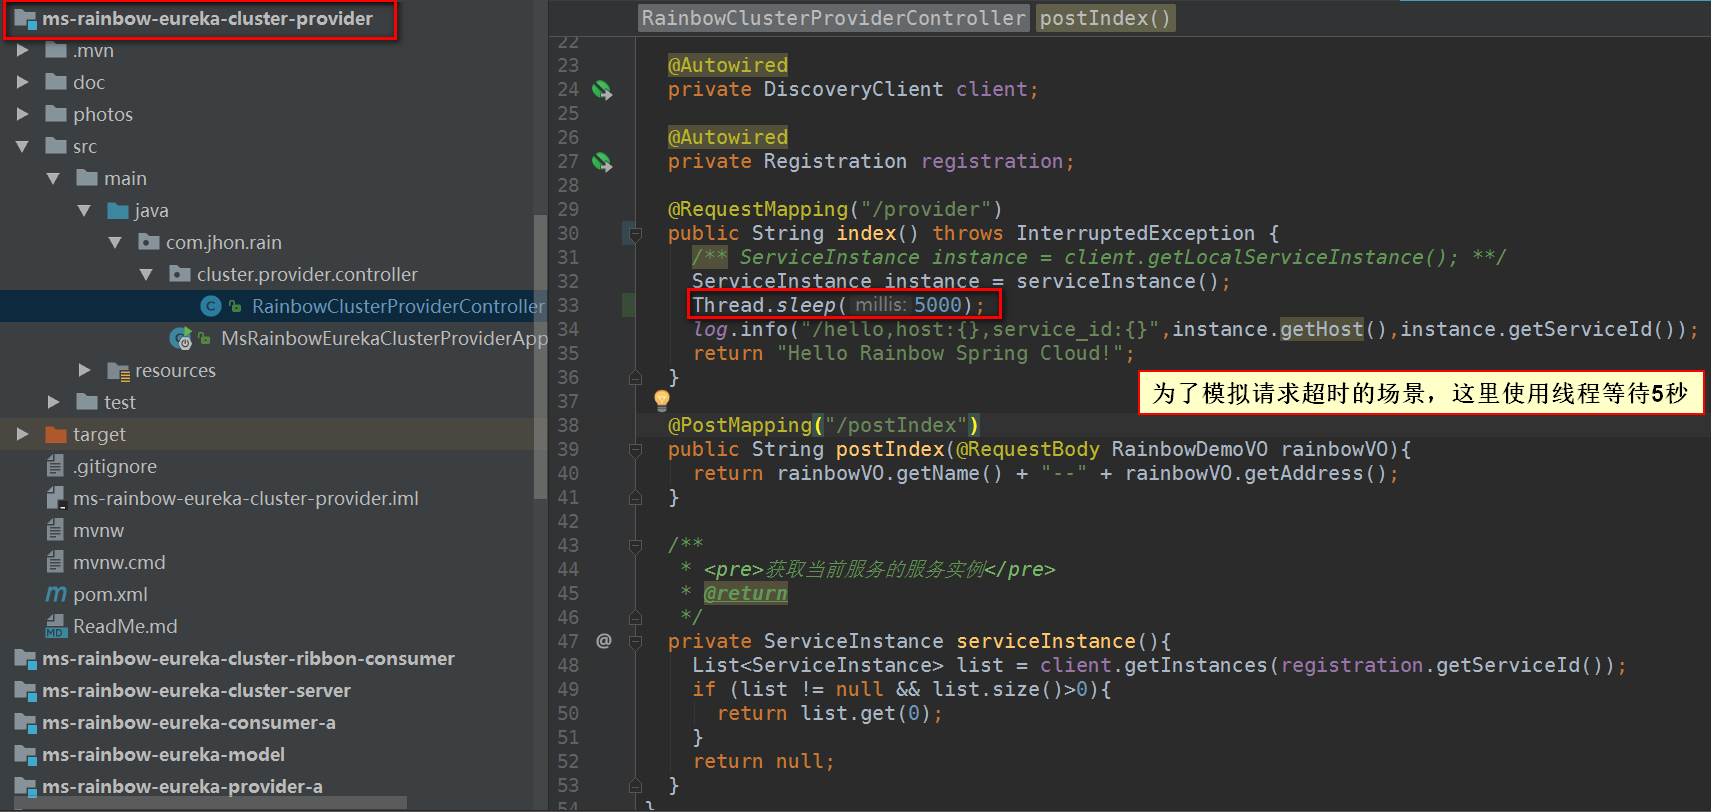 ms-rainbow-eureka-cluster-provider
.mvn
doc
photos
src
main
java
com.jhon.rain
cluster.provider.controller
RainbowClusterProviderController
MsRainbowEurekaClusterProviderApp
resources
test
target
.gitignore
ms-rainbow-eureka-cluster-provider.iml
mvnw
mvnw.cmd
pom.xml
ReadMe.md
ms-rainbow-eureka-cluster-ribbon-consumer
ms-rainbow-eureka-cluster-server
ms-rainbow-eureka-consumer-a
ms-rainbow-eureka-model
ms-rainbow-eureka-provider-a
RainbowClusterProviderController postIndex()
22
23 @Autowired
24 private DiscoveryClient client;
25
26 @Autowired
27 private Registration registration;
28
29 @RequestMapping("/provider")
30 public String index() throws InterruptedException {
31 /** ServiceInstance instance = client.getLocalServiceInstance(); **/
32 ServiceInstance instance = serviceInstance();
33 Thread.sleep( millis: 5000);
34 log.info("/hello,host:{},service_id:{}",instance.getHost(),instance.getServiceId());
35 return "Hello Rainbow Spring Cloud!";
36 }
为了模拟请求超时的场景，这里使用线程等待5秒
37
38 @PostMapping("/postIndex")
39 public String postIndex(@RequestBody RainbowDemoVO rainbowVO){
40 return rainbowVO.getName() + "--" + rainbowVO.getAddress();
41 }
42
43 /**
44 * <pre>获取当前服务的服务实例</pre>
45 * @return
46 */
47 @ private ServiceInstance serviceInstance(){
48 List<ServiceInstance> list = client.getInstances(registration.getServiceId());
49 if (list != null && list.size()>0){
50 return list.get(0);
51 }
52 return null;
53 }
54 }